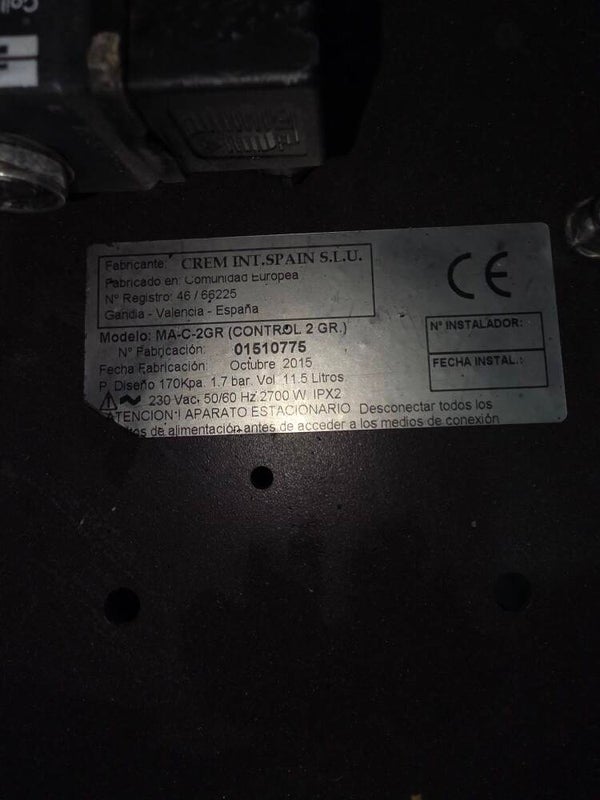 Fabricante: CREM INT.SPAIN S.L.U.
Fabricado en: Comunidad Europea
Nº Registro: 46 / 66225
Gandia - Valencia - España
Modelo: MA-C-2GR (CONTROL 2 GR.)
Nº Fabricación: 01510775
Fecha Fabricación: Octubre 2015
P. Diseño 170Kpa. 1.7 bar. Vol. 11.5 Litros
230 Vac. 50/60 Hz 2700 W. IPX2
ATENCION ! APARATO ESTACIONARIO Desconectar todos los
de alimentación antes de acceder a los medios de conexión
CE
Nº INSTALADOR:
FECHA INSTAL.: